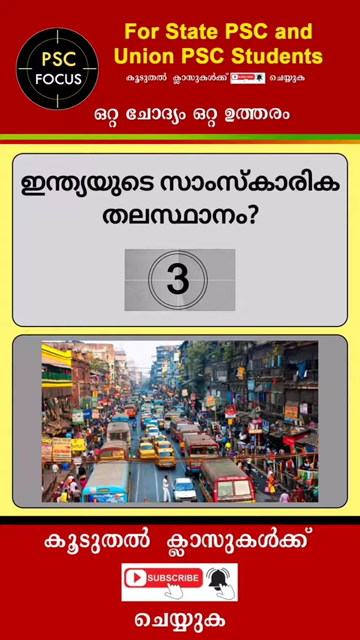 PSC
FOCUS
For State PSC and
Union PSC Students
കൂടുതൽ ക്ലാസുകൾക്ക് SUBSCRIBE ചെയ്യുക
ഒറ്റ ചോദ്യം ഒറ്റ ഉത്തരം
ഇന്ത്യയുടെ സാംസ്കാരിക
തലസ്ഥാനം?
3
കൂടുതൽ ക്ലാസുകൾക്ക്
SUBSCRIBE
ചെയ്യുക